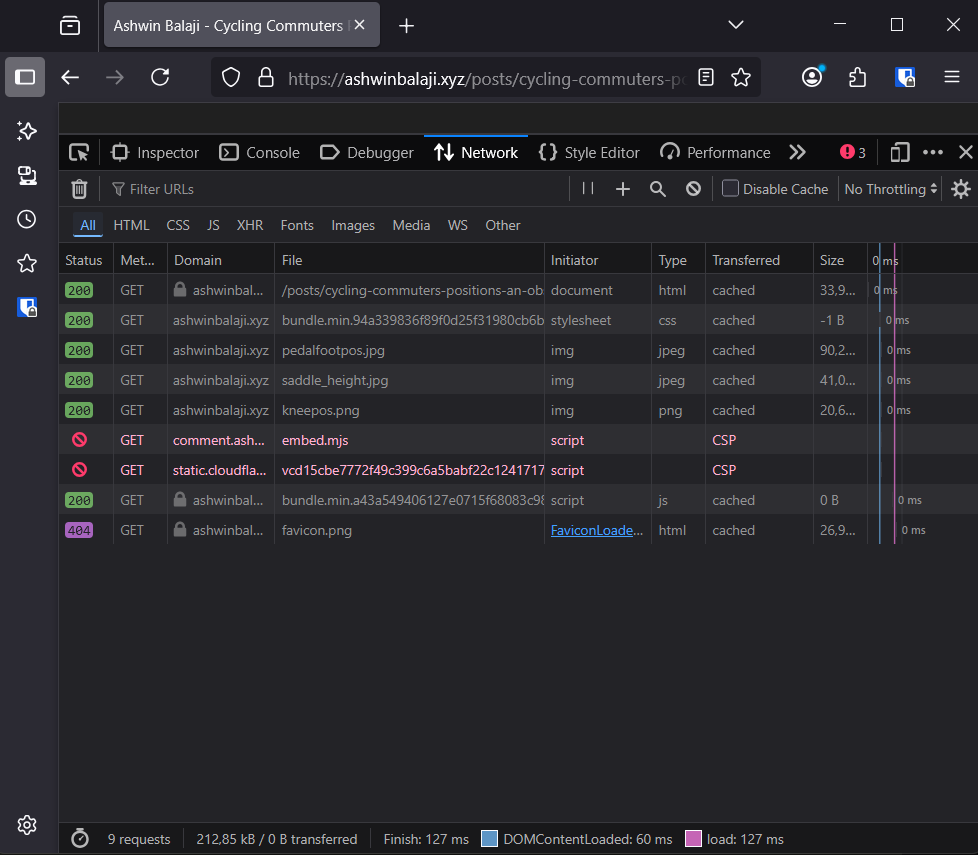 Ashwin Balaji - Cycling Commuters
https://ashwinbalaji.xyz/posts/cycling-commuters-po
Inspector Console Debugger Network Style Editor Performance 3
Filter URLs Disable Cache No Throttling
All HTML CSS JS XHR Fonts Images Media WS Other
Status Met... Domain File Initiator Type Transferred Size 0 ms
200 GET ashwinbal... /posts/cycling-commuters-positions-an-obs document html cached 33,9... 0 ms
200 GET ashwinbalaji.xyz bundle.min.94a339836f89f0d25f31980cb6b stylesheet css cached -1 B 0 ms
200 GET ashwinbalaji.xyz pedalfootpos.jpg img jpeg cached 90,2... 0 ms
200 GET ashwinbalaji.xyz saddle_height.jpg img jpeg cached 41,0... 0 ms
200 GET ashwinbalaji.xyz kneepos.png img png cached 20,6... 0 ms
GET comment.ash... embed.mjs script CSP
GET static.cloudfla... vcd15cbe7772f49c399c6a5babf22c1241717 script CSP
200 GET ashwinbal... bundle.min.a43a549406127e0715f68083c98 script js cached 0 B 0 ms
404 GET ashwinbal... favicon.png FaviconLoade... html cached 26,9... 0 ms
9 requests 212,85 kB / 0 B transferred Finish: 127 ms DOMContentLoaded: 60 ms load: 127 ms